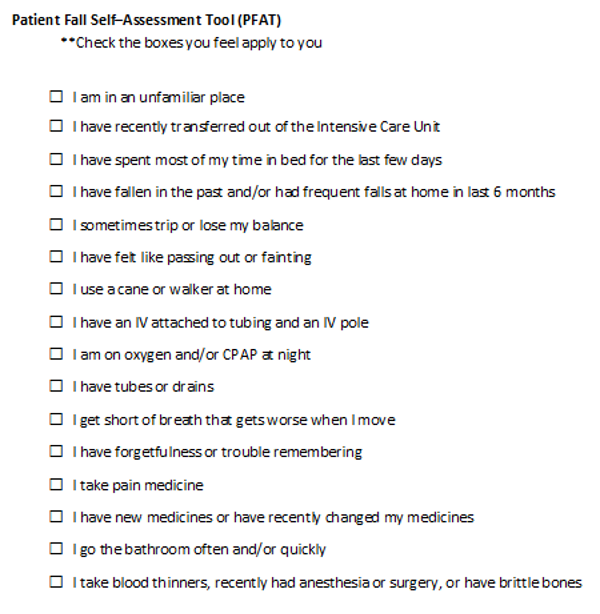 Patient Fall Self–Assessment Tool (PFAT)
**Check the boxes you feel apply to you
☐ I am in an unfamiliar place
☐ I have recently transferred out of the Intensive Care Unit
☐ I have spent most of my time in bed for the last few days
☐ I have fallen in the past and/or had frequent falls at home in last 6 months
☐ I sometimes trip or lose my balance
☐ I have felt like passing out or fainting
☐ I use a cane or walker at home
☐ I have an IV attached to tubing and an IV pole
☐ I am on oxygen and/or CPAP at night
☐ I have tubes or drains
☐ I get short of breath that gets worse when I move
☐ I have forgetfulness or trouble remembering
☐ I take pain medicine
☐ I have new medicines or have recently changed my medicines
☐ I go the bathroom often and/or quickly
☐ I take blood thinners, recently had anesthesia or surgery, or have brittle bones